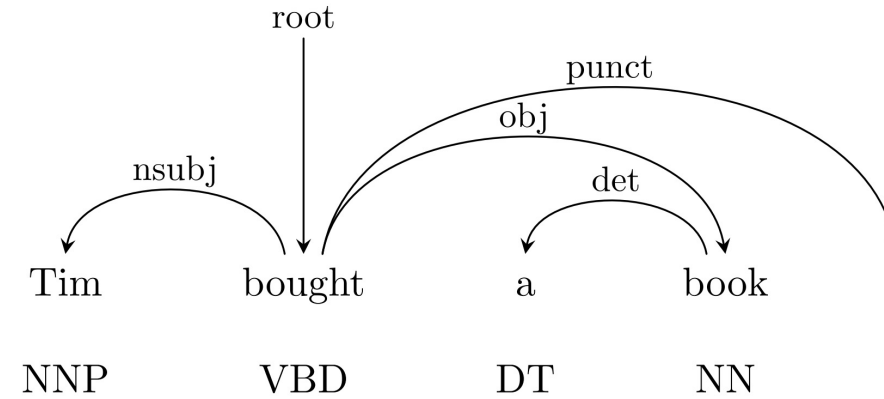 root
punct
obj
nsubj
det
Tim bought a book
NNP VBD DT NN